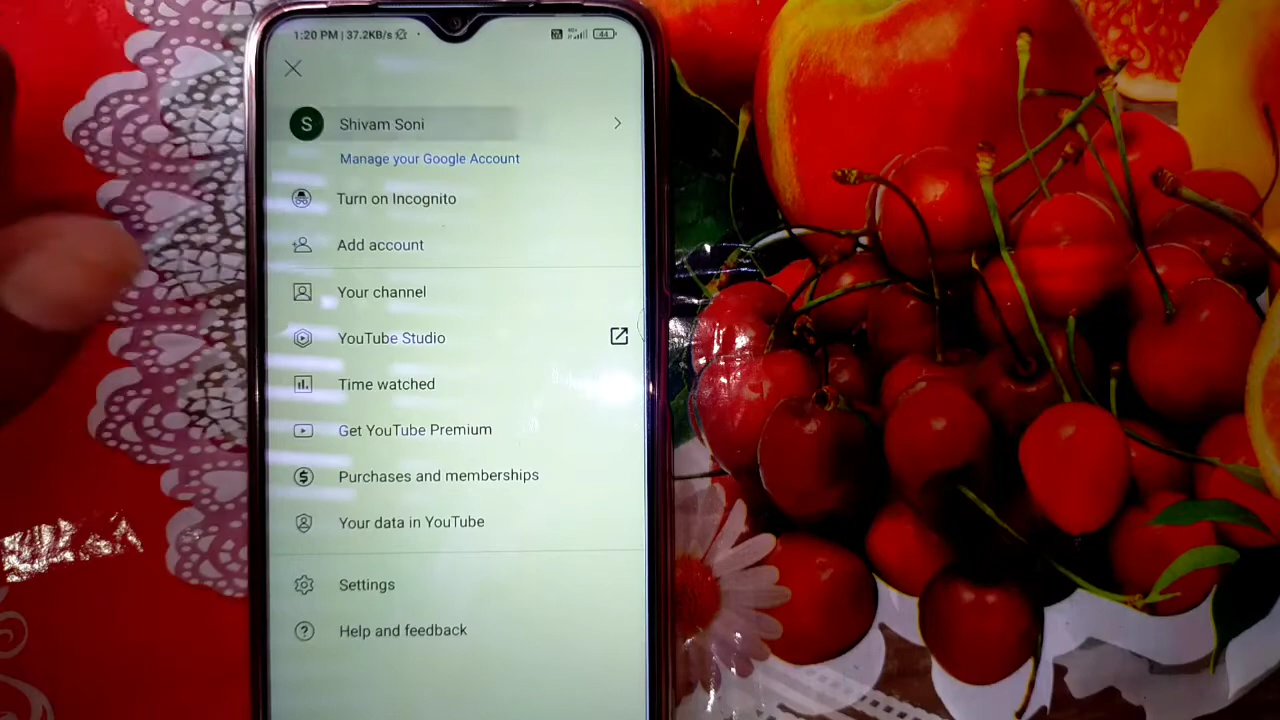 1:20 PM | 37.2KB/s
44
S
Shivam Soni
Manage your Google Account
Turn on Incognito
Add account
Your channel
YouTube Studio
Time watched
Get YouTube Premium
Purchases and memberships
Your data in YouTube
Settings
Help and feedback